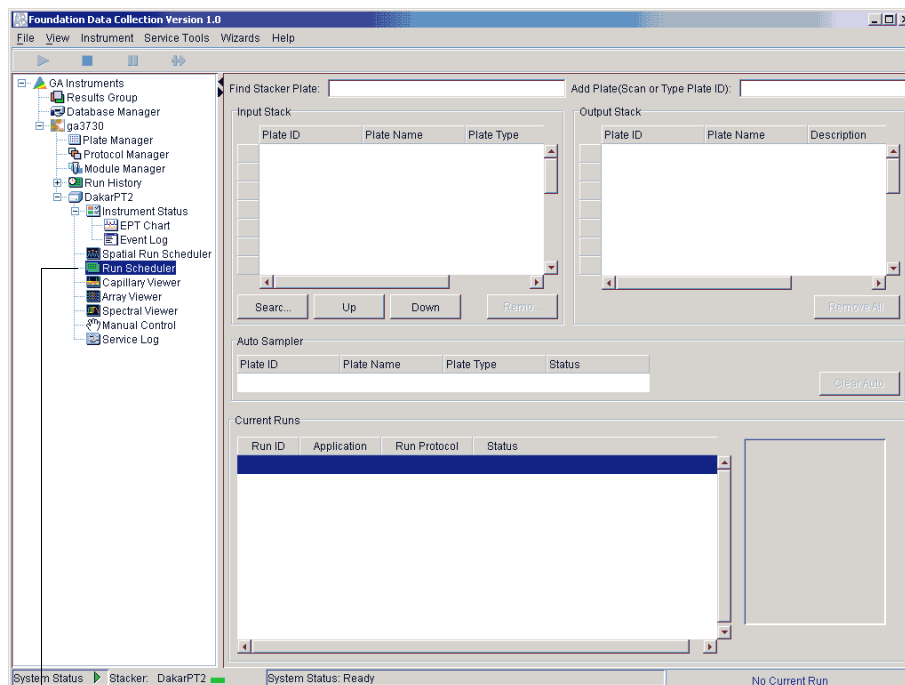 Foundation Data Collection Version 1.0
File View Instrument Service Tools Wizards Help
GA Instruments
Results Group
Database Manager
ga3730
Plate Manager
Protocol Manager
Module Manager
Run History
DakarPT2
Instrument Status
EPT Chart
Event Log
Spatial Run Scheduler
Run Scheduler
Capillary Viewer
Array Viewer
Spectral Viewer
Manual Control
Service Log
Find Stacker Plate: Add Plate(Scan or Type Plate ID):
Input Stack
Plate ID Plate Name Plate Type
Searc... Up Down Remo...
Output Stack
Plate ID Plate Name Description
Remove All
Auto Sampler
Plate ID Plate Name Plate Type Status
Clear Auto
Current Runs
Run ID Application Run Protocol Status
System Status Stacker: DakarPT2 System Status: Ready No Current Run